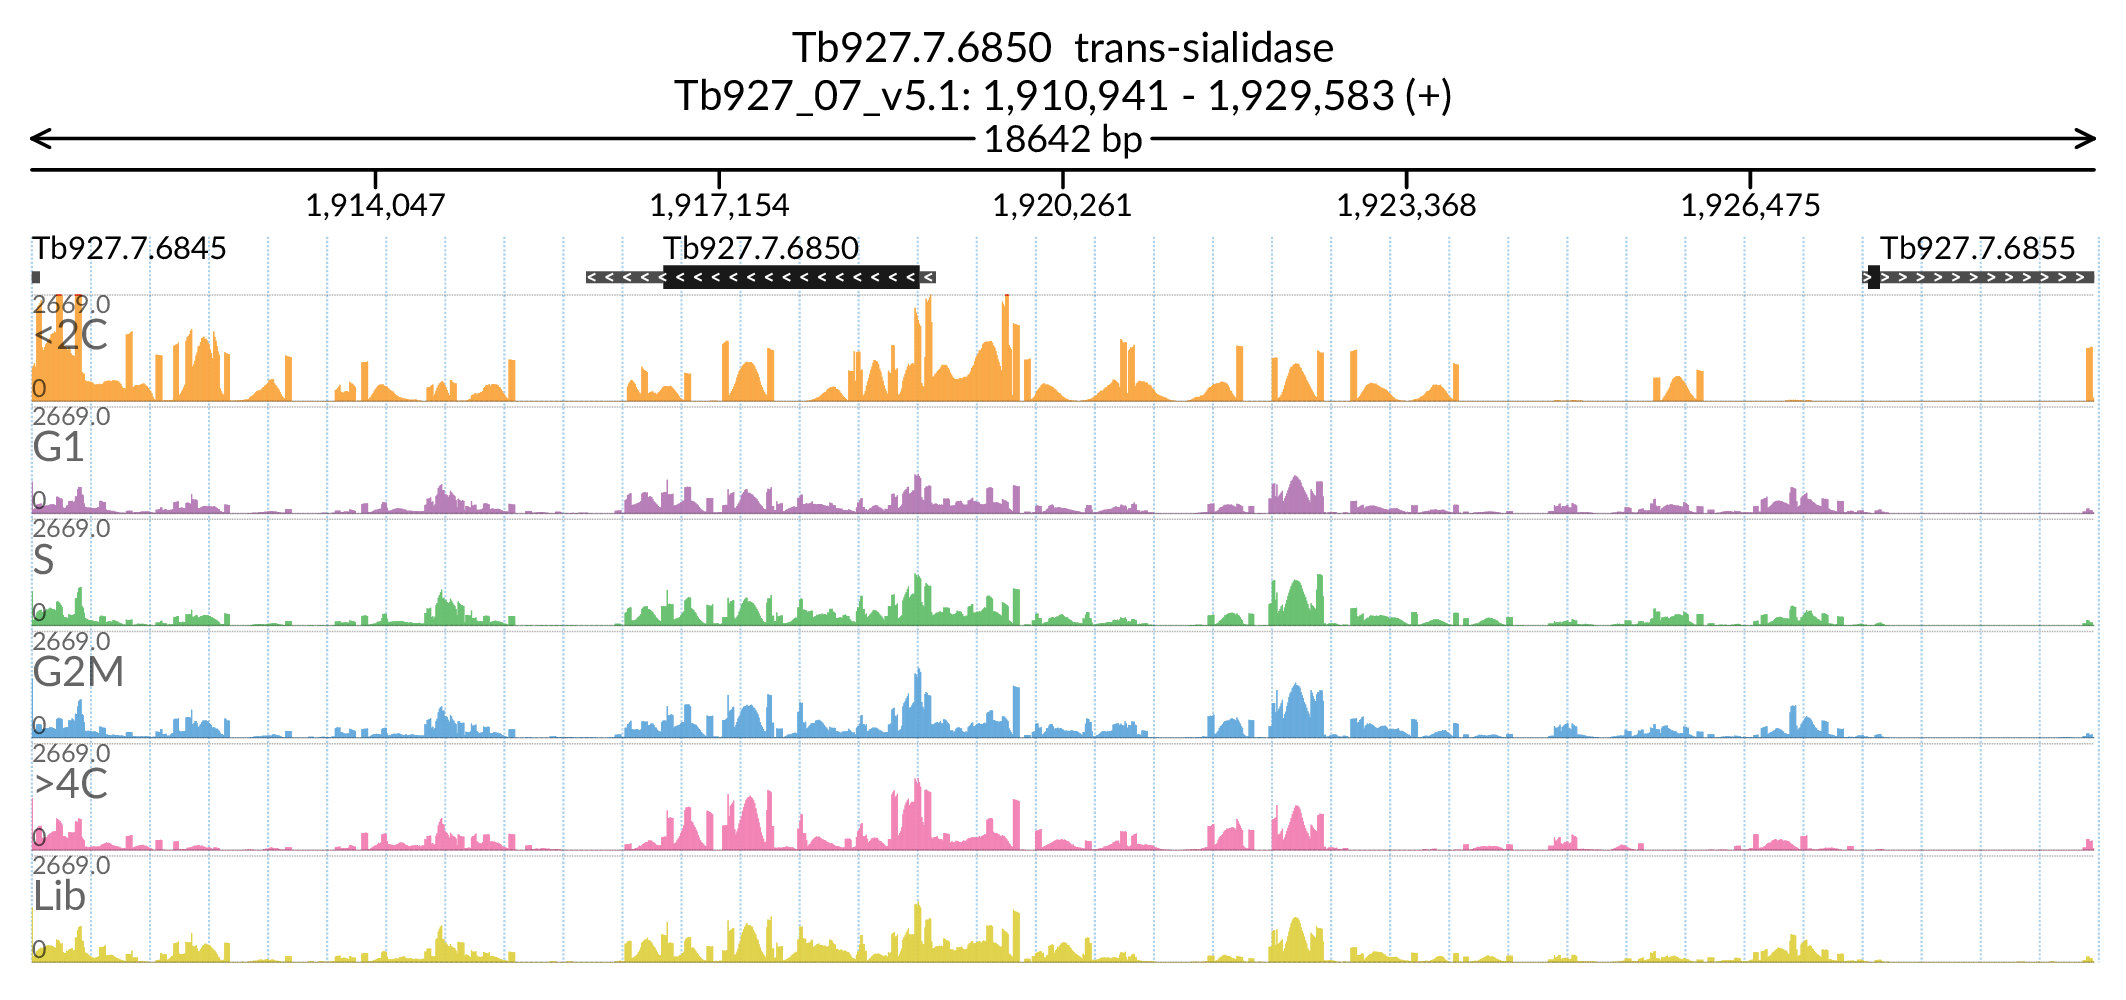 Tb927.7.6850  trans-sialidase
Tb927_07_v5.1: 1,910,941 - 1,929,583 (+)
18642 bp
1,914,047 1,917,154 1,920,261 1,923,368 1,926,475
Tb927.7.6845 Tb927.7.6850 Tb927.7.6855
2669.0
<2C
0
2669.0
G1
0
2669.0
S
0
2669.0
G2M
0
2669.0
>4C
0
2669.0
Lib
0